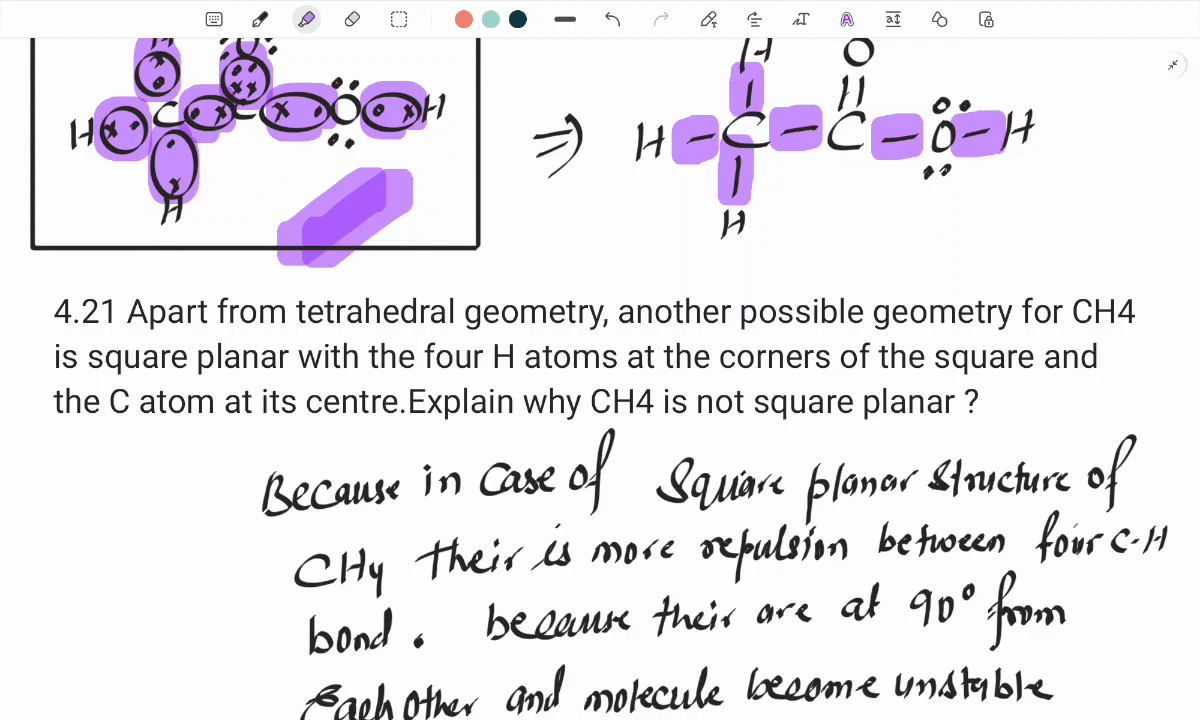 H O
H C C O H ⇒ H - C - C - O - H
H H
4.21 Apart from tetrahedral geometry, another possible geometry for CH4
is square planar with the four H atoms at the corners of the square and
the C atom at its centre.Explain why CH4 is not square planar ?
Because in Case of Square planar structure of
CH4 their is more repulsion between four C-H
bond. because their are at 90° from
Each other and molecule become unstable